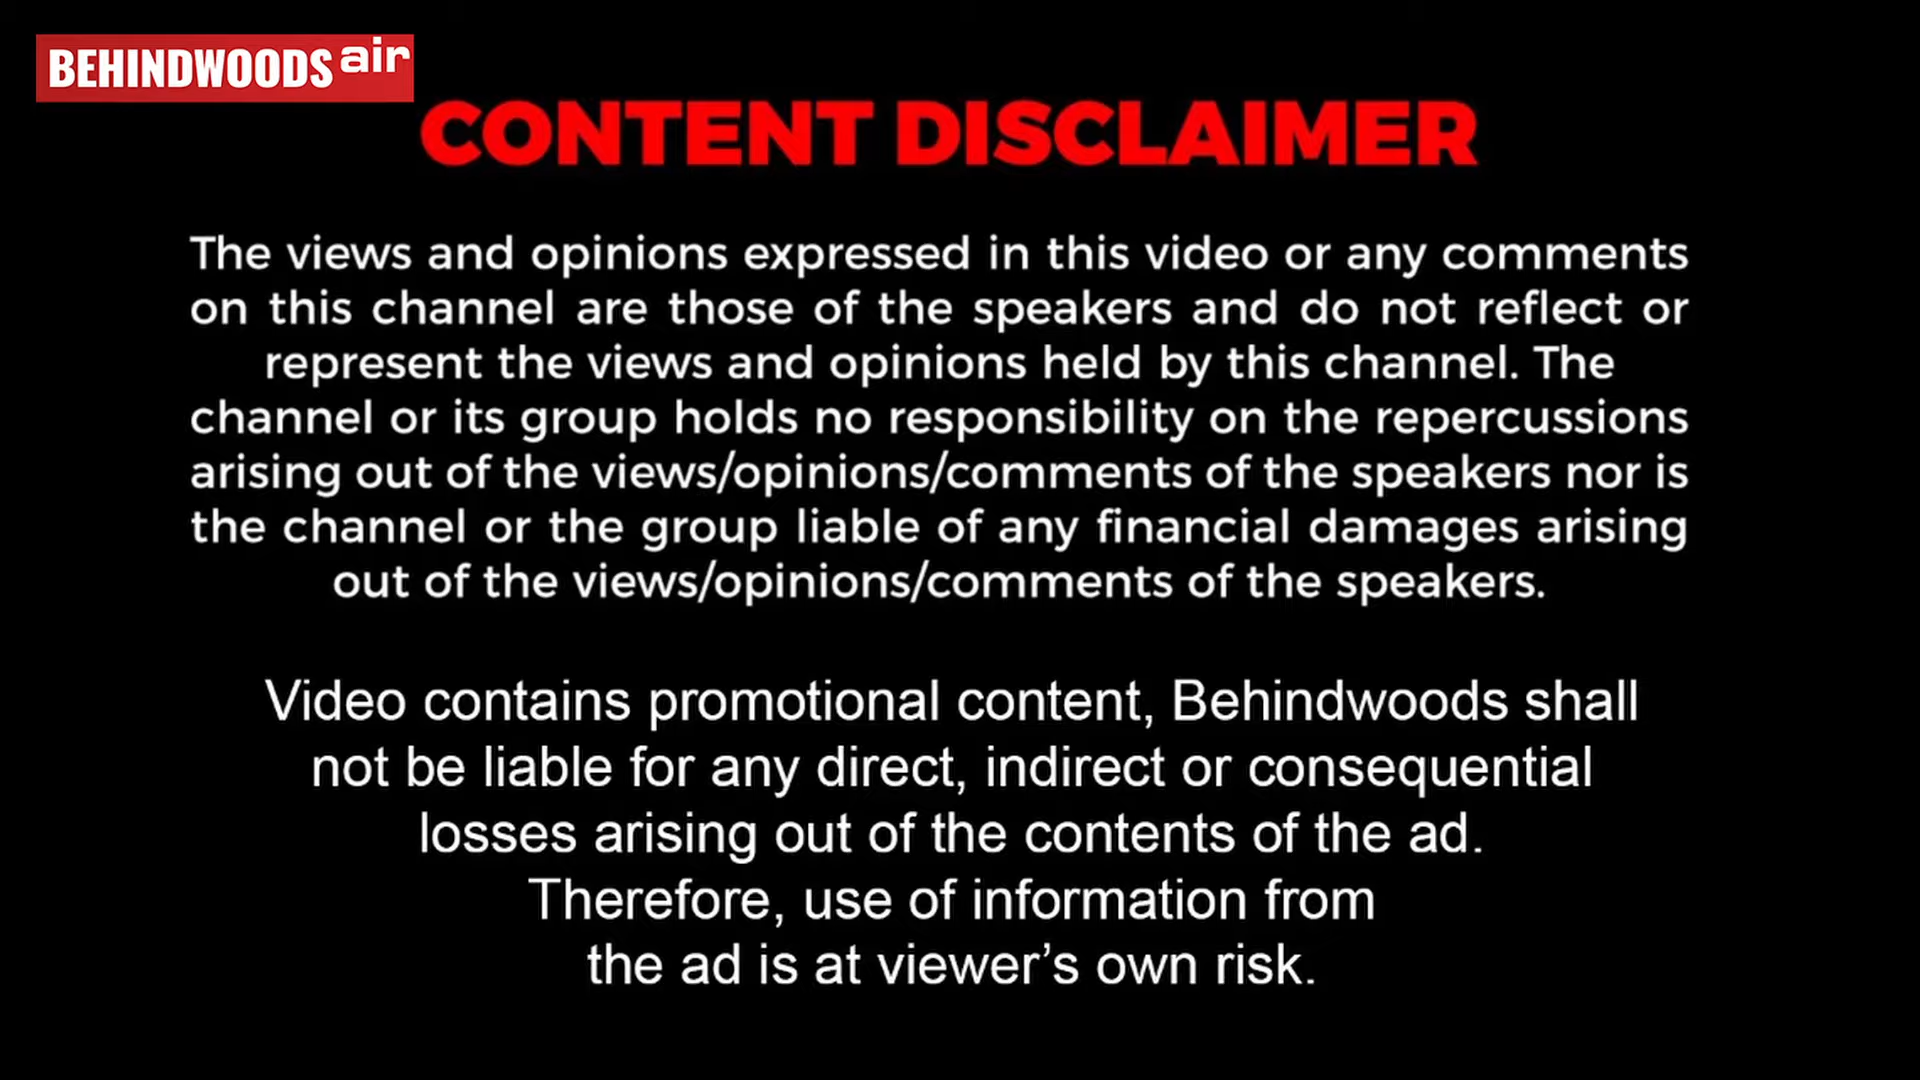 BEHINDWOODS air
CONTENT DISCLAIMER
The views and opinions expressed in this video or any comments
on this channel are those of the speakers and do not reflect or
represent the views and opinions held by this channel. The
channel or its group holds no responsibility on the repercussions
arising out of the views/opinions/comments of the speakers nor is
the channel or the group liable of any financial damages arising
out of the views/opinions/comments of the speakers.
Video contains promotional content, Behindwoods shall
not be liable for any direct, indirect or consequential
losses arising out of the contents of the ad.
Therefore, use of information from
the ad is at viewer’s own risk.